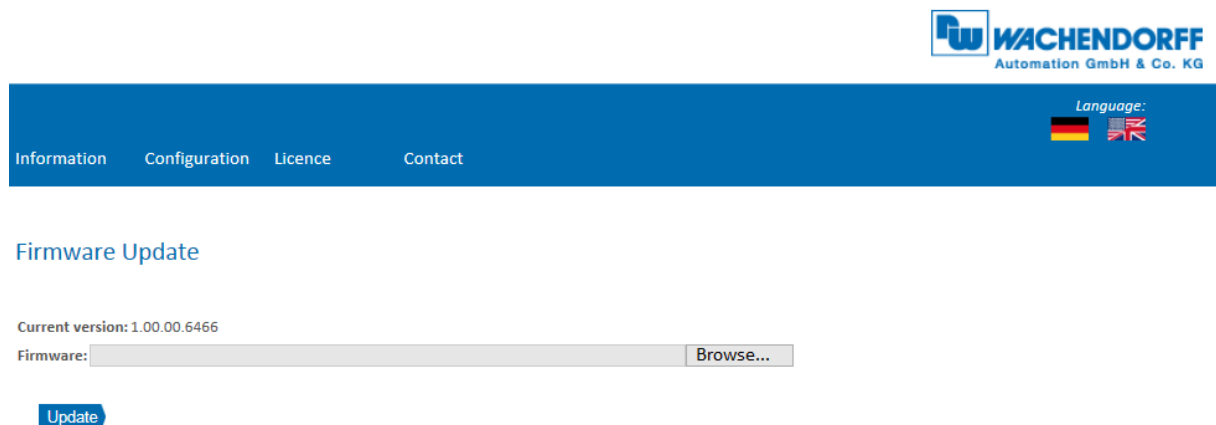 WACHENDORFF
Automation GmbH & Co. KG
Language:
Information Configuration Licence Contact
Firmware Update
Current version: 1.00.00.6466
Firmware: Browse...
Update